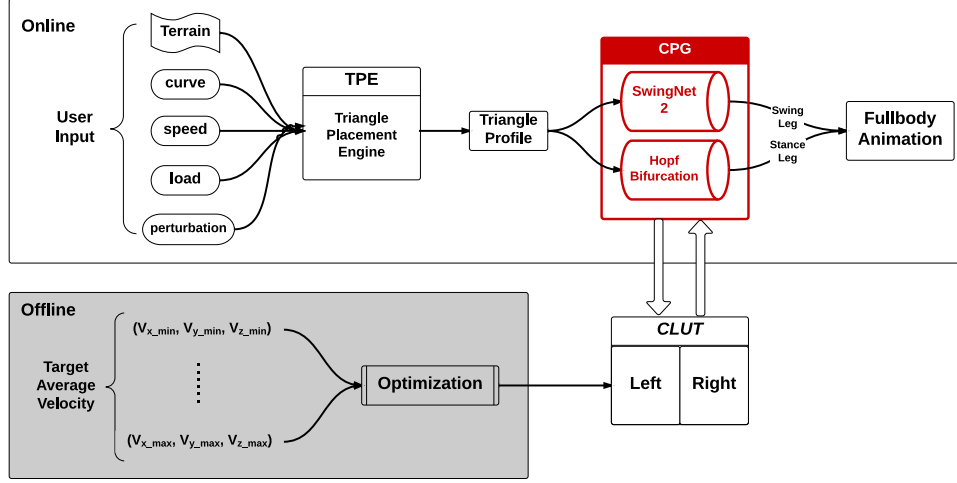 Online
User
Input
Terrain
curve
speed
load
perturbation
TPE
Triangle
Placement
Engine
Triangle
Profile
CPG
SwingNet
2
Hopf
Bifurcation
Swing
Leg
Stance
Leg
Fullbody
Animation
Offline
Target
Average
Velocity
(Vx_min, Vy_min, Vz_min)
(Vx_max, Vy_max, Vz_max)
Optimization
CLUT
Left
Right